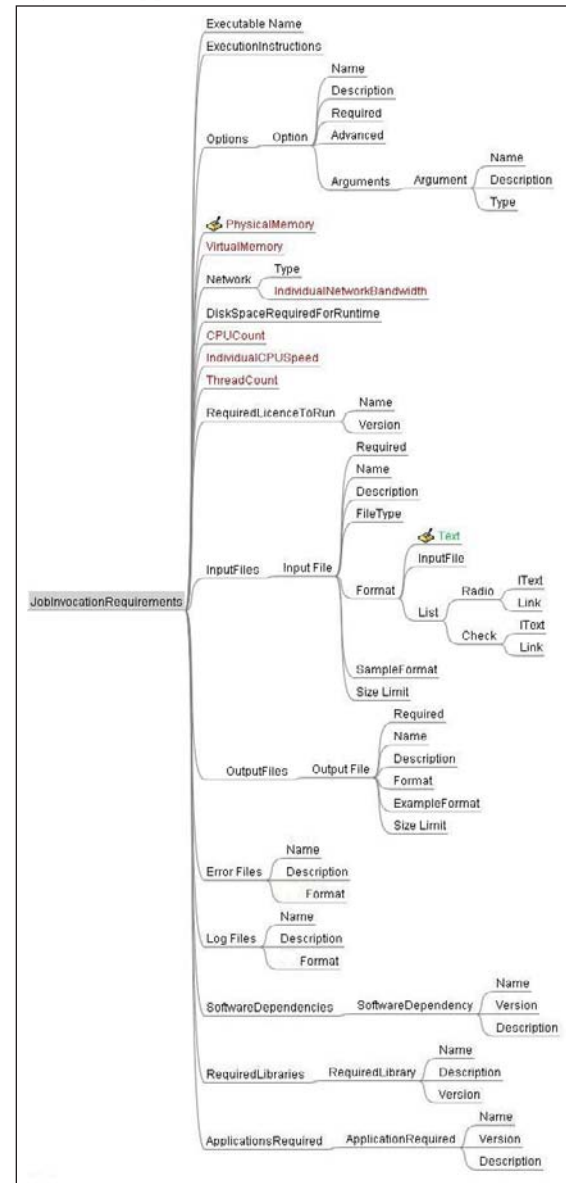 Executable Name
ExecutionInstructions
Options
Option
Name
Description
Required
Advanced
Arguments
Argument
Name
Description
Type
PhysicalMemory
VirtualMemory
Network
Type
IndividualNetworkBandwidth
DiskSpaceRequiredForRuntime
CPUCount
IndividualCPUSpeed
ThreadCount
RequiredLicenceToRun
Name
Version
JobInvocationRequirements
InputFiles
Input File
Required
Name
Description
FileType
Format
Text
InputFile
List
Radio
IText
Link
Check
IText
Link
SampleFormat
Size Limit
OutputFiles
Output File
Required
Name
Description
Format
ExampleFormat
Size Limit
Error Files
Name
Description
Format
Log Files
Name
Description
Format
SoftwareDependencies
SoftwareDependency
Name
Version
Description
RequiredLibraries
RequiredLibrary
Name
Description
Version
ApplicationsRequired
ApplicationRequired
Name
Version
Description